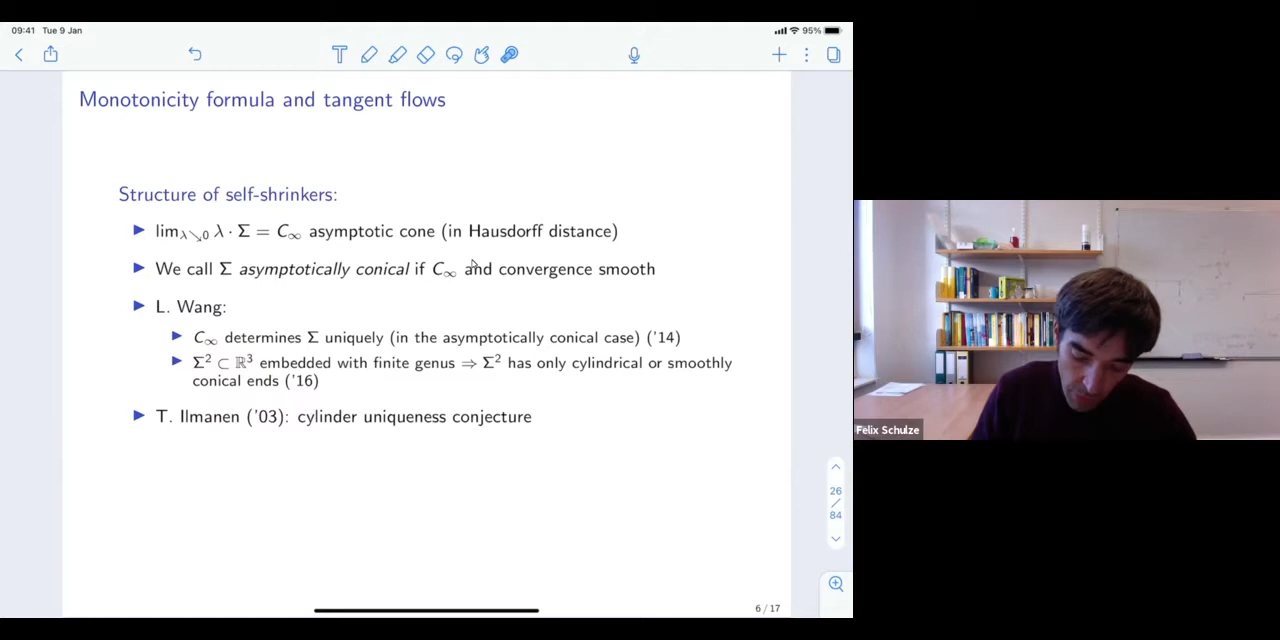 09:41 Tue 9 Jan
95%
Monotonicity formula and tangent flows
Structure of self-shrinkers:
▶ lim_{λ↘0} λ · Σ = C_∞ asymptotic cone (in Hausdorff distance)
▶ We call Σ asymptotically conical if C_∞ and convergence smooth
▶ L. Wang:
▶ C_∞ determines Σ uniquely (in the asymptotically conical case) ('14)
▶ Σ² ⊂ ℝ³ embedded with finite genus ⇒ Σ² has only cylindrical or smoothly
conical ends ('16)
▶ T. Ilmanen ('03): cylinder uniqueness conjecture
26
/
84
6 / 17
Felix Schulze